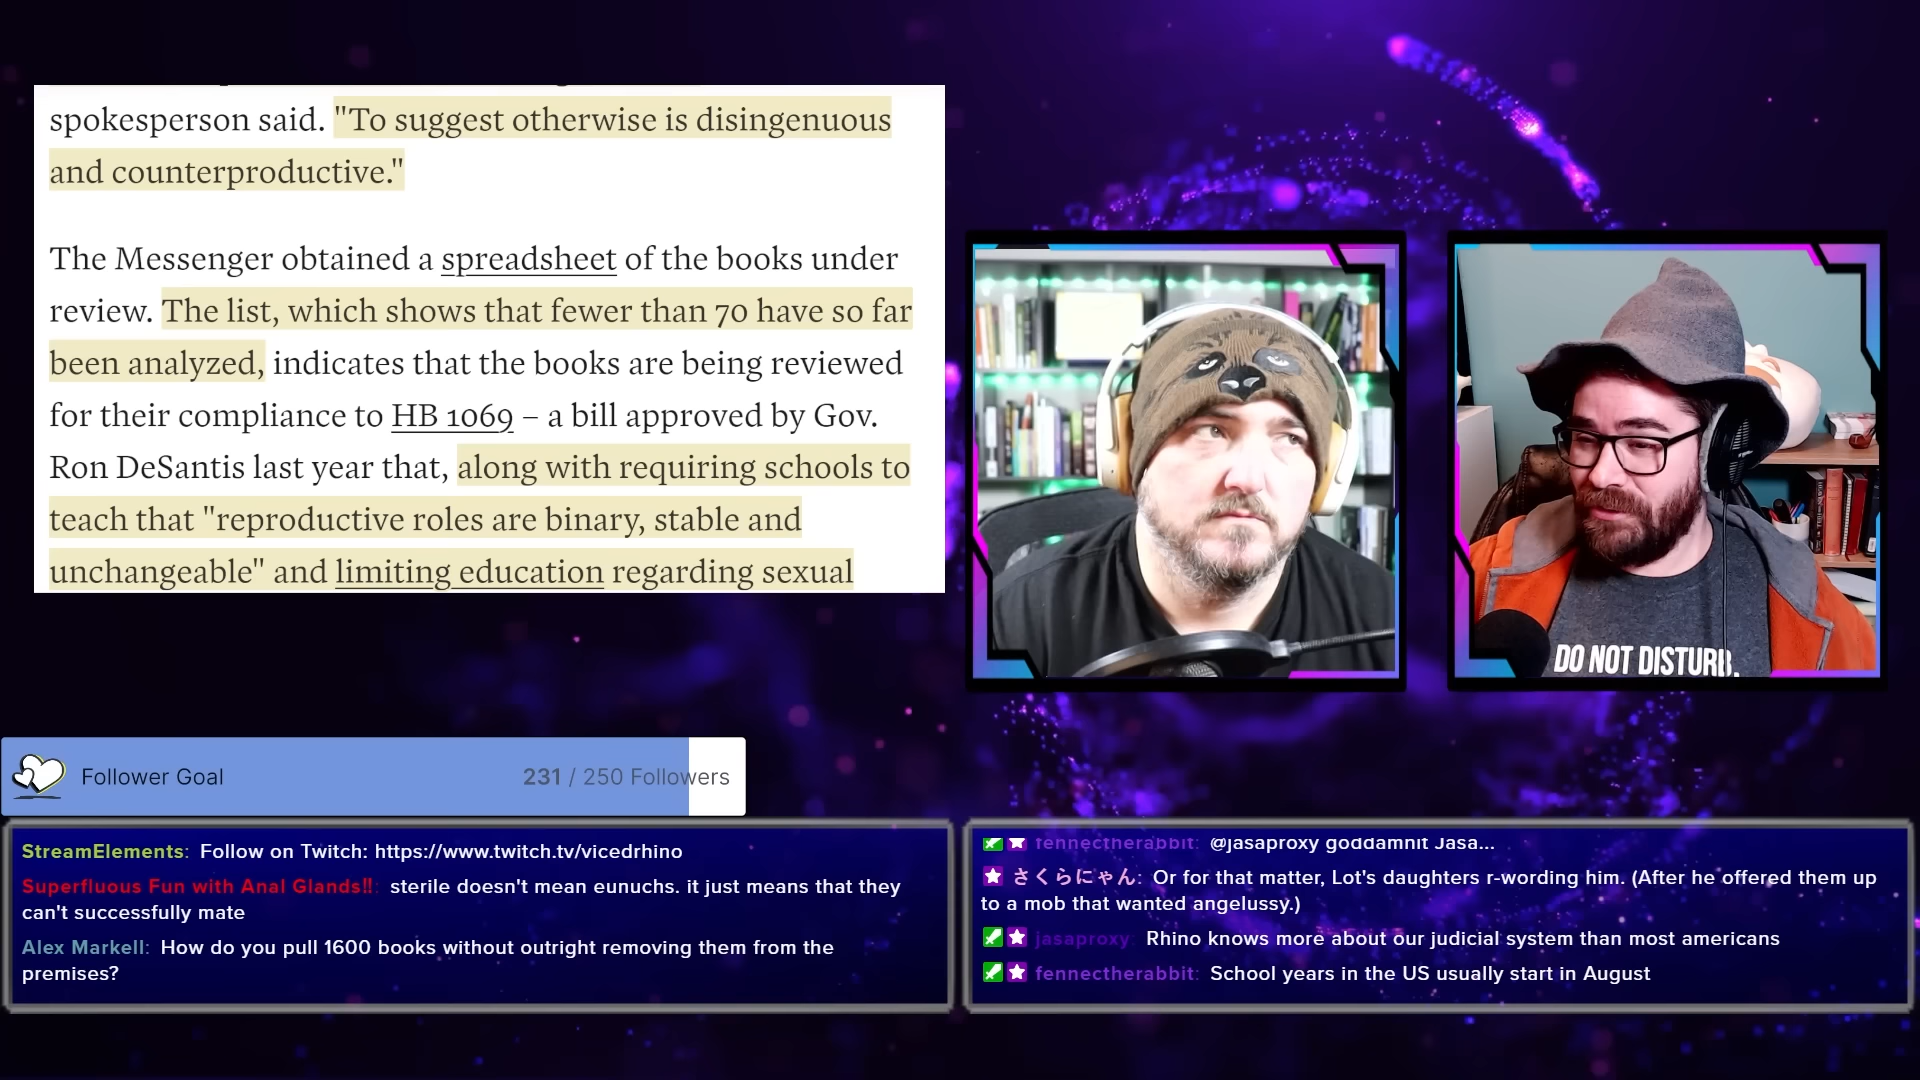 spokesperson said. "To suggest otherwise is disingenuous
and counterproductive."
The Messenger obtained a spreadsheet of the books under
review. The list, which shows that fewer than 70 have so far
been analyzed, indicates that the books are being reviewed
for their compliance to HB 1069 – a bill approved by Gov.
Ron DeSantis last year that, along with requiring schools to
teach that "reproductive roles are binary, stable and
unchangeable" and limiting education regarding sexual
DO NOT DISTURB.
Follower Goal
231 / 250 Followers
StreamElements: Follow on Twitch: https://www.twitch.tv/vicedrhino
Superfluous Fun with Anal Glands‼: sterile doesn't mean eunuchs. it just means that they
can't successfully mate
Alex Markell: How do you pull 1600 books without outright removing them from the
premises?
fennectherabbit: @jasaproxy goddamnit Jasa...
さくらにゃん: Or for that matter, Lot's daughters r-wording him. (After he offered them up
to a mob that wanted angelussy.)
jasaproxy: Rhino knows more about our judicial system than most americans
fennectherabbit: School years in the US usually start in August